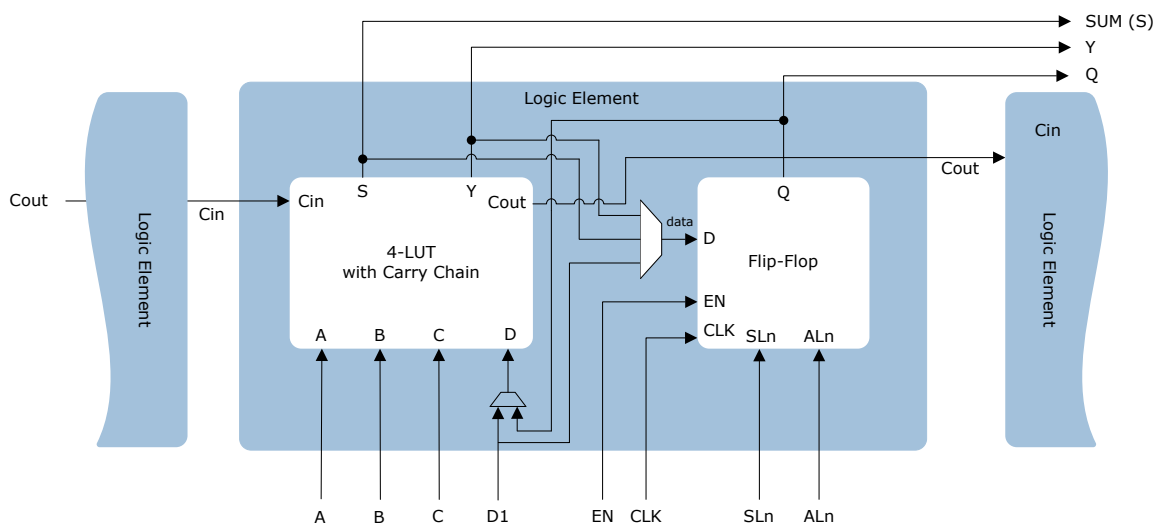 SUM (S)
Y
Q
Logic Element
Cin
Cout
S
Y
Q
Cout
Cin
Cin
Cout
data
D
4-LUT
with Carry Chain
Flip-Flop
Logic Element
Logic Element
EN
CLK
SLn
ALn
A
B
C
D
A
B
C
D1
EN
CLK
SLn
ALn